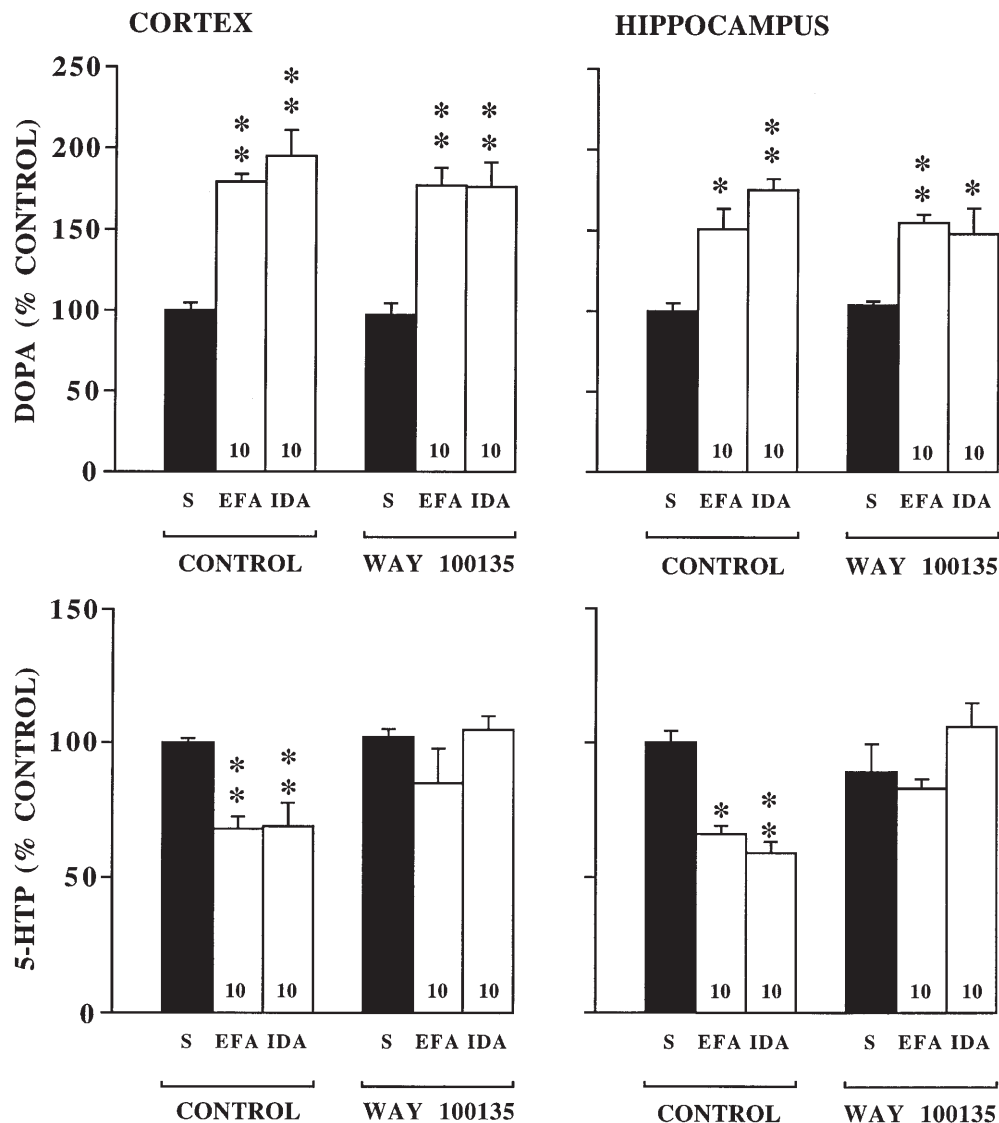 CORTEX
HIPPOCAMPUS
DOPA (% CONTROL)
250
200
150
100
50
0
* * * * * * * *
* * * * * *
10 10 10 10 10 10 10 10
S EFA IDA S EFA IDA S EFA IDA S EFA IDA
CONTROL WAY 100135 CONTROL WAY 100135
5-HTP (% CONTROL)
150
100
50
0
* * * * * * *
10 10 10 10 10 10 10 10
S EFA IDA S EFA IDA S EFA IDA S EFA IDA
CONTROL WAY 100135 CONTROL WAY 100135